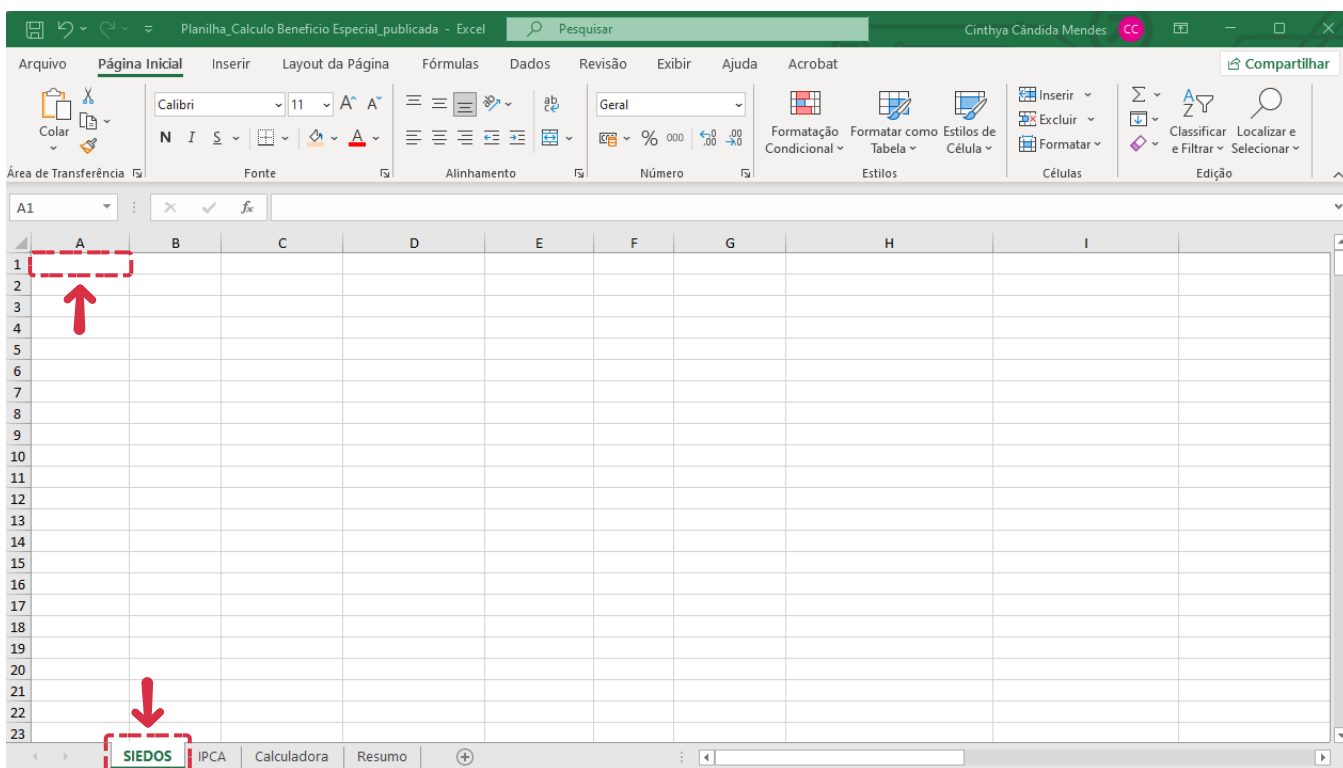 Planilha_Calculo Beneficio Especial_publicada - Excel
Pesquisar
Cinthya Cândida Mendes
CC
Arquivo Página Inicial Inserir Layout da Página Fórmulas Dados Revisão Exibir Ajuda Acrobat
Compartilhar
Colar
Área de Transferência
Calibri 11 A A
N I S A
Fonte
ab
Alinhamento
Geral
% 000 ,00 ,00
Número
Formatação Condicional
Formatar como Tabela
Estilos de Célula
Estilos
Inserir
Excluir
Formatar
Células
Σ
Classificar e Filtrar
Localizar e Selecionar
Edição
A1 fx
A B C D E F G H I
1
2
3
4
5
6
7
8
9
10
11
12
13
14
15
16
17
18
19
20
21
22
23
SIEDOS IPCA Calculadora Resumo